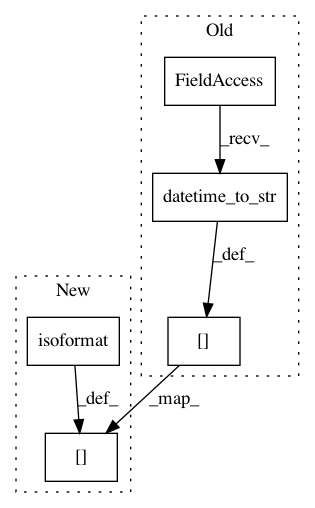 Old
FieldAccess
_recv_
datetime_to_str
_def_
New
isoformat
[]
_def_
_map_
[]